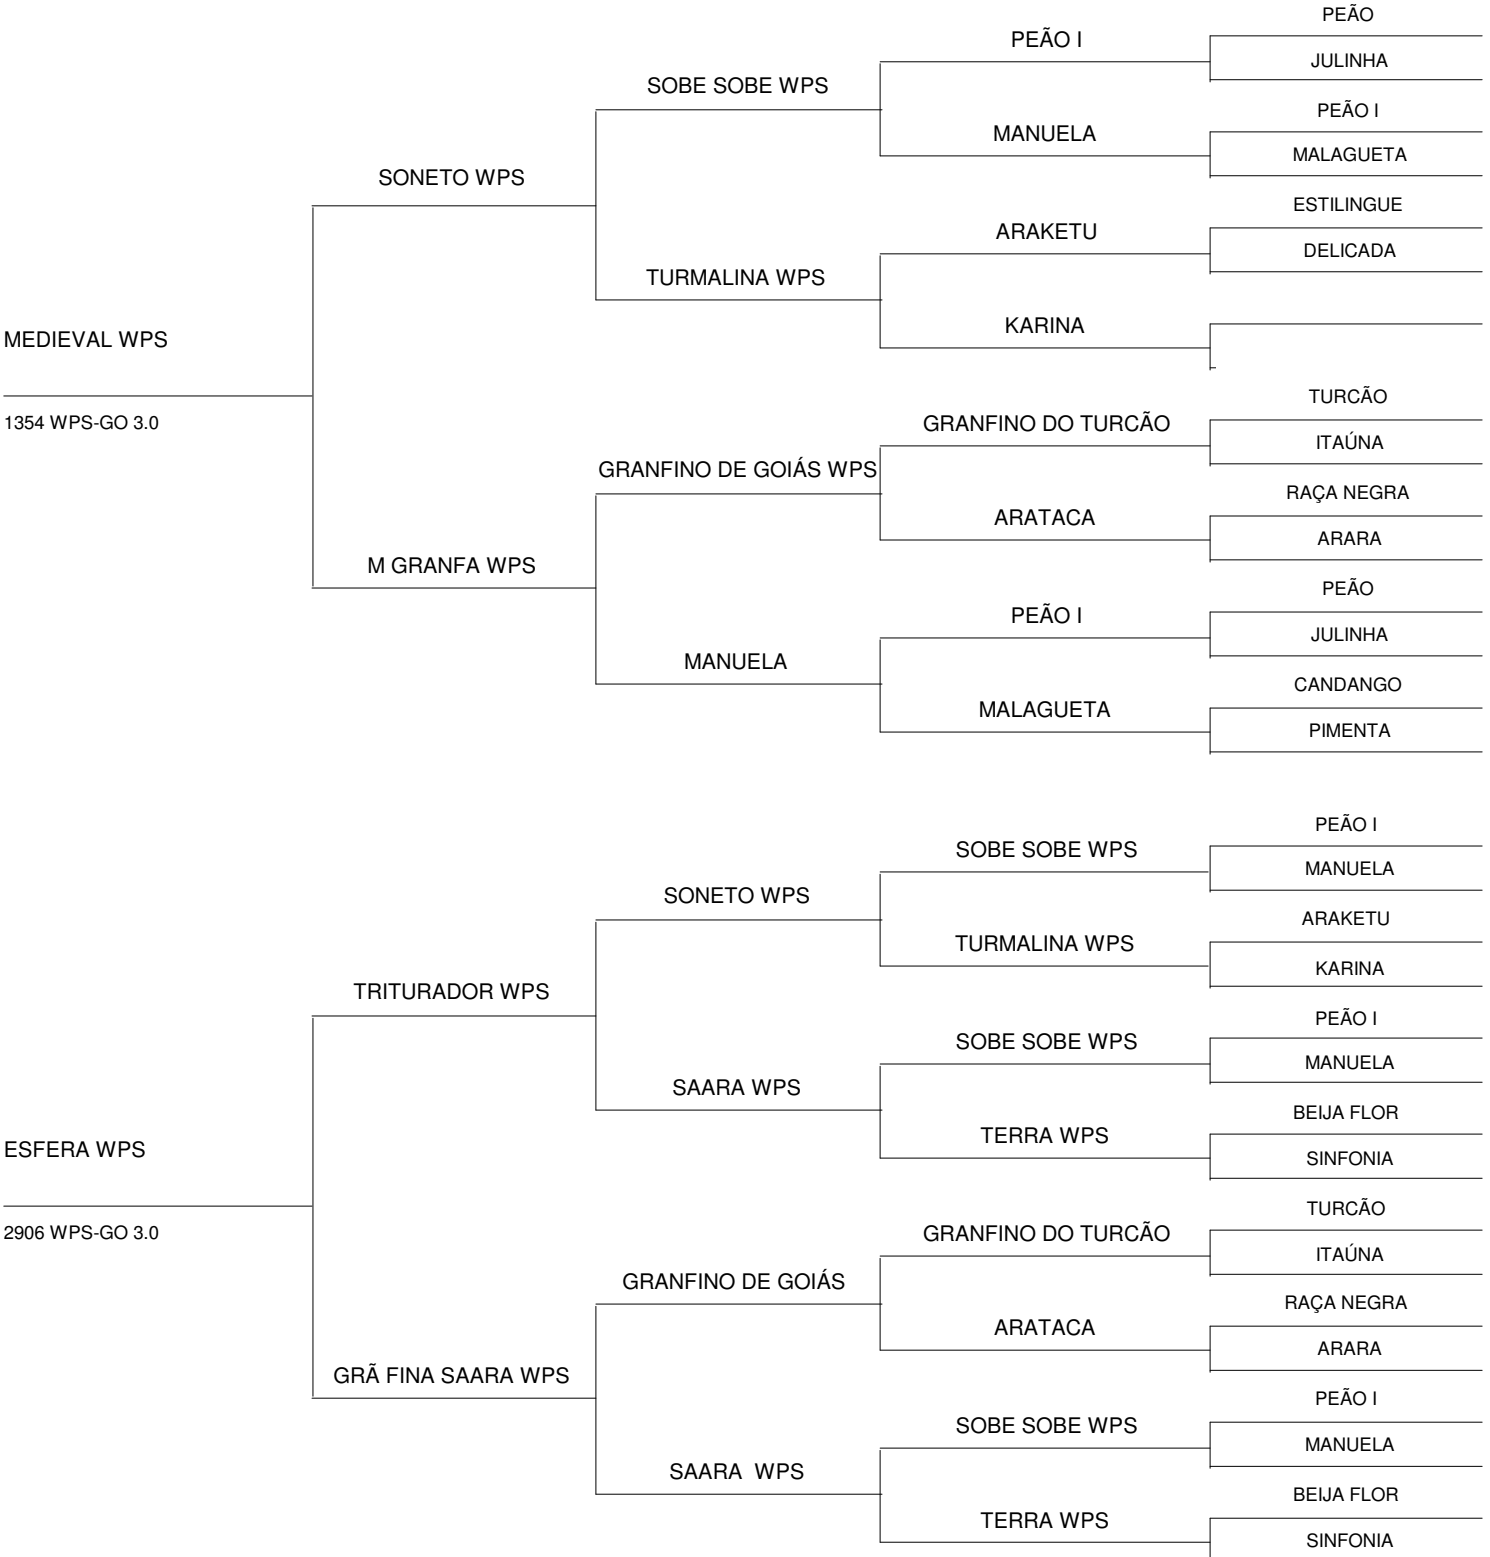 PEÃO
PEÃO I
JULINHA
SOBE SOBE WPS
PEÃO I
MANUELA
MALAGUETA
SONETO WPS
ESTILINGUE
ARAKETU
DELICADA
TURMALINA WPS
KARINA
MEDIEVAL WPS
1354 WPS-GO 3.0
TURCÃO
GRANFINO DO TURCÃO
ITAÚNA
GRANFINO DE GOIÁS WPS
RAÇA NEGRA
ARATACA
ARARA
M GRANFA WPS
PEÃO
PEÃO I
JULINHA
MANUELA
CANDANGO
MALAGUETA
PIMENTA
PEÃO I
SOBE SOBE WPS
MANUELA
SONETO WPS
ARAKETU
TURMALINA WPS
KARINA
TRITURADOR WPS
PEÃO I
SOBE SOBE WPS
MANUELA
SAARA WPS
BEIJA FLOR
TERRA WPS
SINFONIA
ESFERA WPS
2906 WPS-GO 3.0
TURCÃO
GRANFINO DO TURCÃO
ITAÚNA
GRANFINO DE GOIÁS
RAÇA NEGRA
ARATACA
ARARA
GRÃ FINA SAARA WPS
PEÃO I
SOBE SOBE WPS
MANUELA
SAARA  WPS
BEIJA FLOR
TERRA WPS
SINFONIA